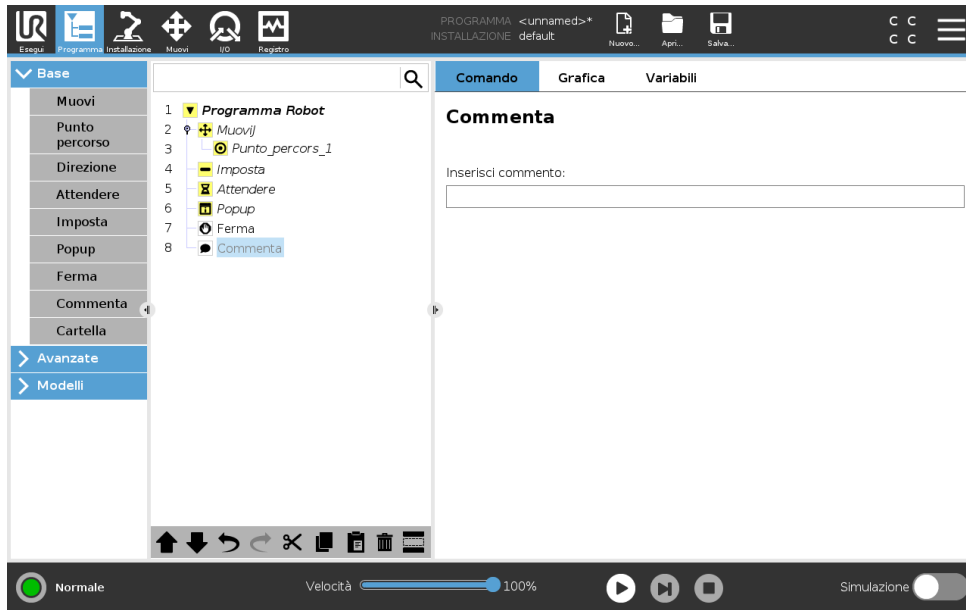 UR
PROGRAMMA <unnamed>*
INSTALLAZIONE default
C C
C C
Esegui Programma Installazione Muovi I/O Registro Nuovo... Apri... Salva...
Base
Muovi
Punto
percorso
Direzione
Attendere
Imposta
Popup
Ferma
Commenta
Cartella
Avanzate
Modelli
1 Programma Robot
2 MuoviJ
3 Punto_percors_1
4 Imposta
5 Attendere
6 Popup
7 Ferma
8 Commenta
Comando Grafica Variabili
Commenta
Inserisci commento:
Normale Velocità 100% Simulazione